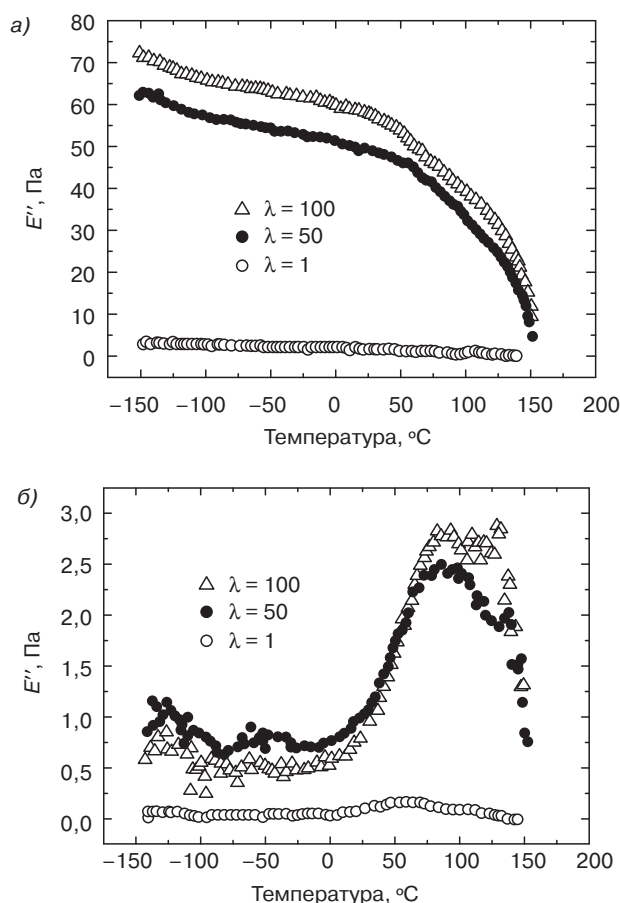 а)
80
70
60
50
40
30
20
10
0
E″, Па
λ = 100
λ = 50
λ = 1
−150 −100 −50 0 50 100 150 200
Температура, °C
б)
3,0
2,5
2,0
1,5
1,0
0,5
0,0
E″, Па
λ = 100
λ = 50
λ = 1
−150 −100 −50 0 50 100 150 200
Температура, °C